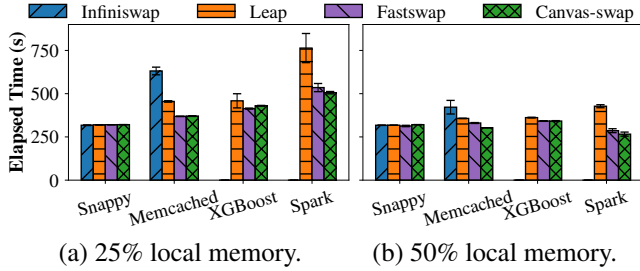 Infiniswap Leap Fastswap Canvas-swap
Elapsed Time (s)
750
500
250
0
Snappy Memcached XGBoost Spark
Snappy Memcached XGBoost Spark
(a) 25% local memory.
(b) 50% local memory.